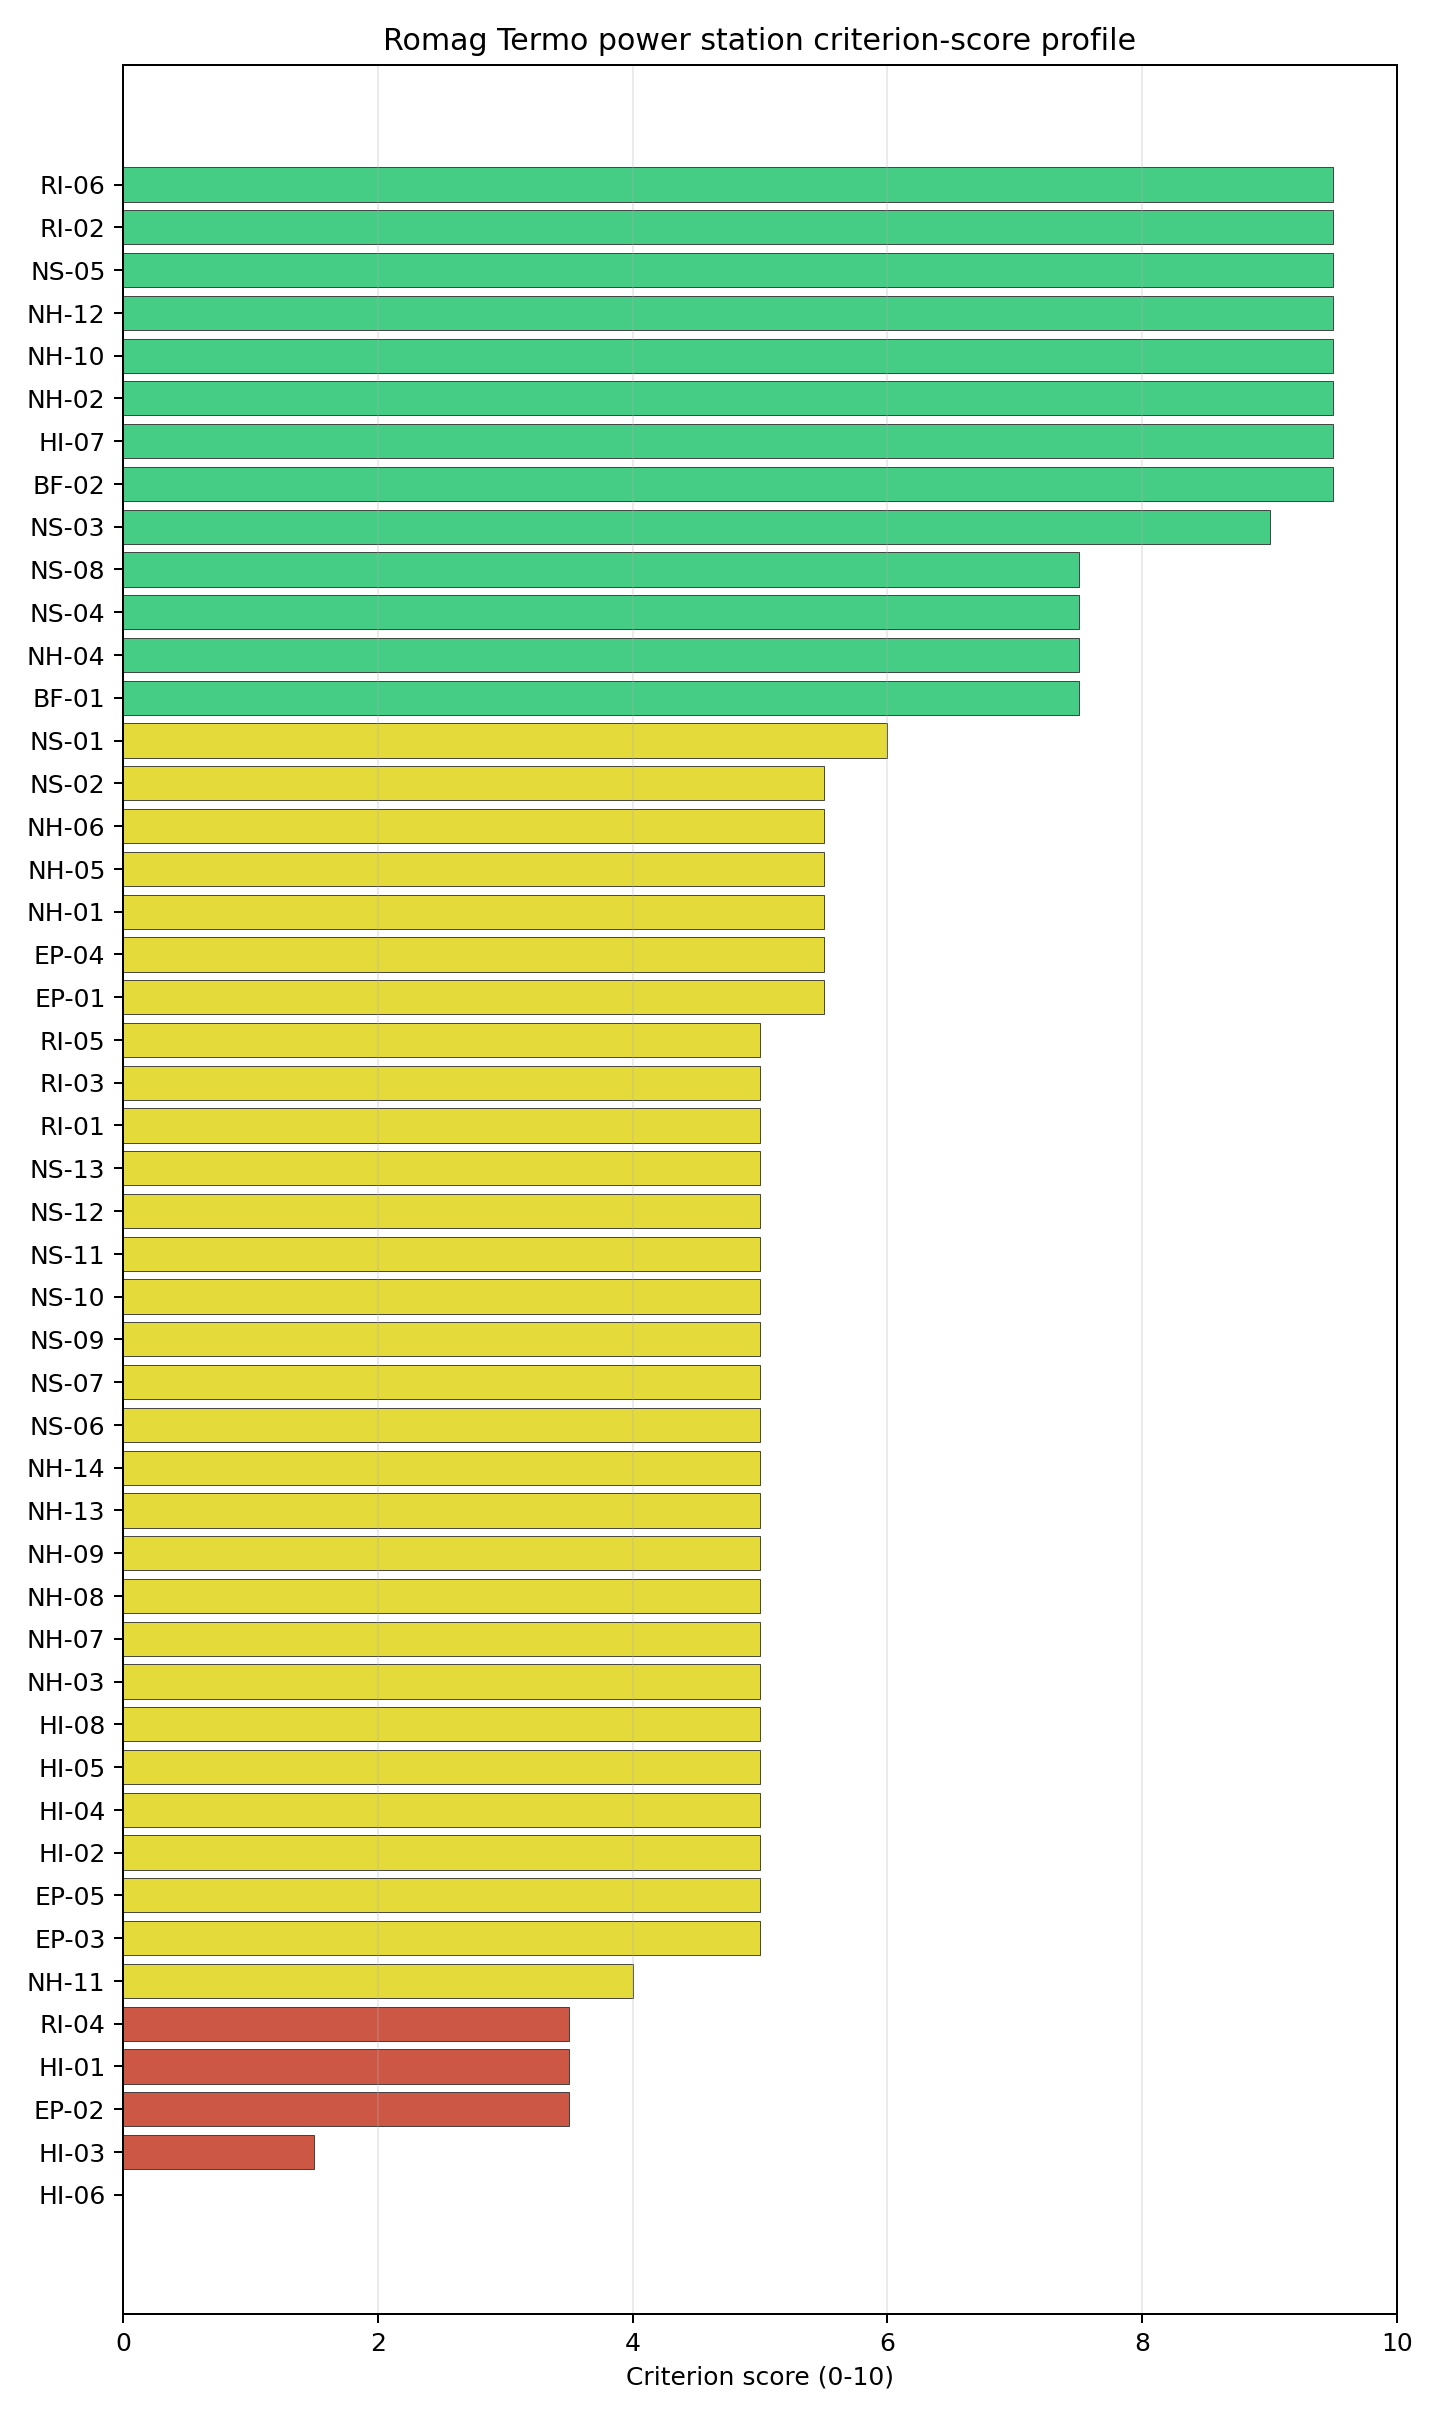 Romag Termo power station criterion-score profile
RI-06
RI-02
NS-05
NH-12
NH-10
NH-02
HI-07
BF-02
NS-03
NS-08
NS-04
NH-04
BF-01
NS-01
NS-02
NH-06
NH-05
NH-01
EP-04
EP-01
RI-05
RI-03
RI-01
NS-13
NS-12
NS-11
NS-10
NS-09
NS-07
NS-06
NH-14
NH-13
NH-09
NH-08
NH-07
NH-03
HI-08
HI-05
HI-04
HI-02
EP-05
EP-03
NH-11
RI-04
HI-01
EP-02
HI-03
HI-06
0 2 4 6 8 10
Criterion score (0-10)